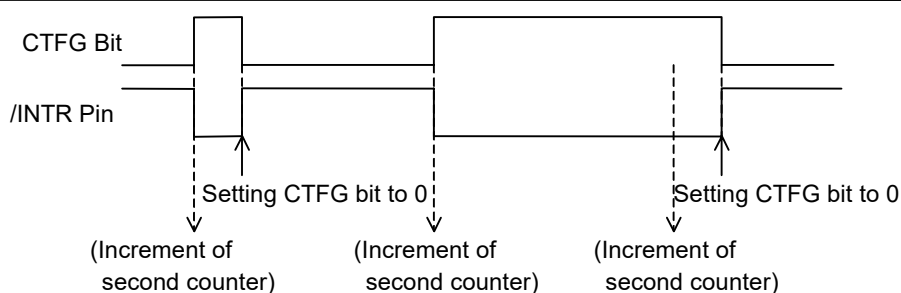 CTFG Bit
/INTR Pin
Setting CTFG bit to 0
Setting CTFG bit to 0
(Increment of
second counter)
(Increment of
second counter)
(Increment of
second counter)